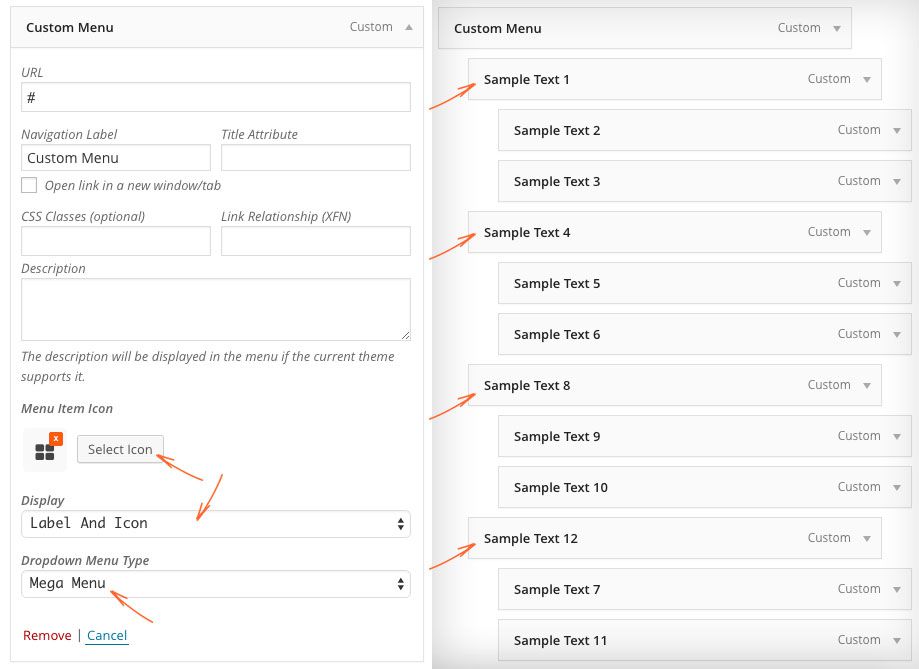 Custom Menu Custom
URL
#
Navigation Label Title Attribute
Custom Menu
Open link in a new window/tab
CSS Classes (optional) Link Relationship (XFN)
Description
The description will be displayed in the menu if the current theme
supports it.
Menu Item Icon
x
Select Icon
Display
Label And Icon
Dropdown Menu Type
Mega Menu
Remove | Cancel
Custom Menu Custom
Sample Text 1 Custom
Sample Text 2 Custom
Sample Text 3 Custom
Sample Text 4 Custom
Sample Text 5 Custom
Sample Text 6 Custom
Sample Text 8 Custom
Sample Text 9 Custom
Sample Text 10 Custom
Sample Text 12 Custom
Sample Text 7 Custom
Sample Text 11 Custom